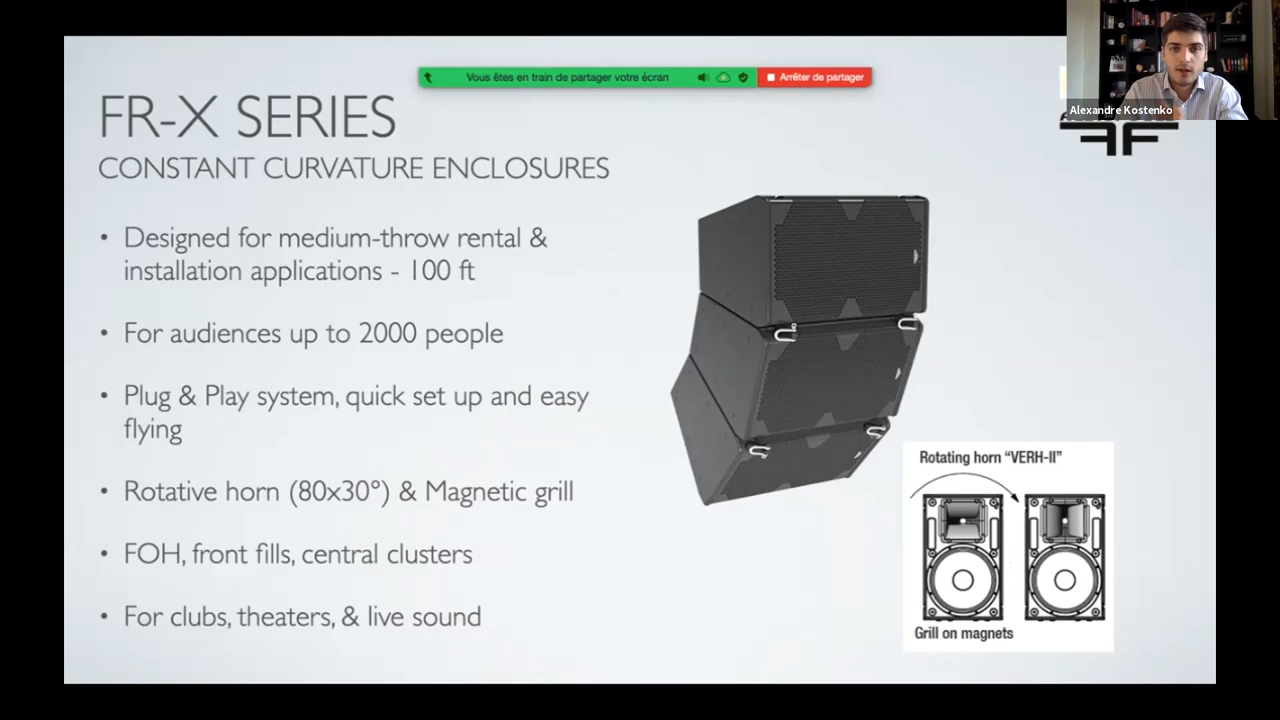 Vous êtes en train de partager votre écran
Arrêter de partager
Alexandre Kostenko
FR-X SERIES
CONSTANT CURVATURE ENCLOSURES
• Designed for medium-throw rental &
installation applications - 100 ft
• For audiences up to 2000 people
• Plug & Play system, quick set up and easy
flying
• Rotative horn (80x30°) & Magnetic grill
• FOH, front fills, central clusters
• For clubs, theaters, & live sound
Rotating horn “VERH-II”
Grill on magnets